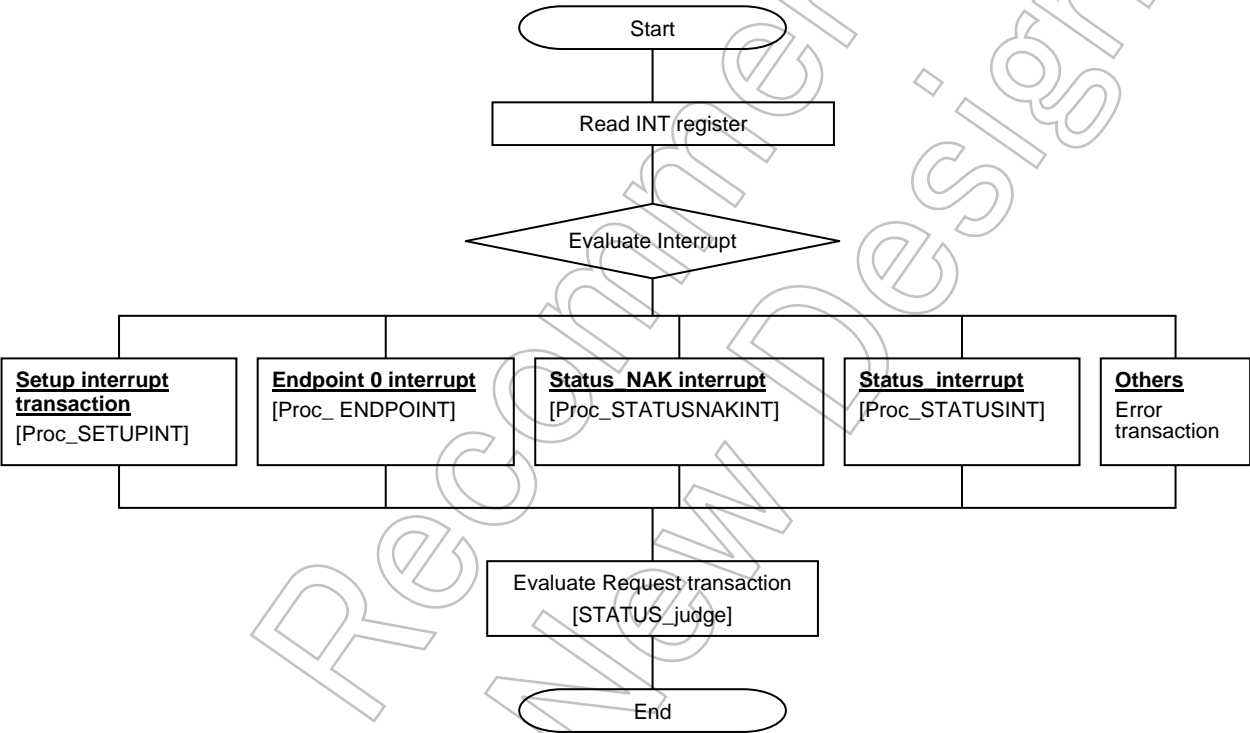 Start
Read INT register
Evaluate Interrupt
Setup interrupt
transaction
[Proc_SETUPINT]
Endpoint 0 interrupt
[Proc_ ENDPOINT]
Status_NAK interrupt
[Proc_STATUSNAKINT]
Status_interrupt
[Proc_STATUSINT]
Others
Error
transaction
Evaluate Request transaction
[STATUS_judge]
End